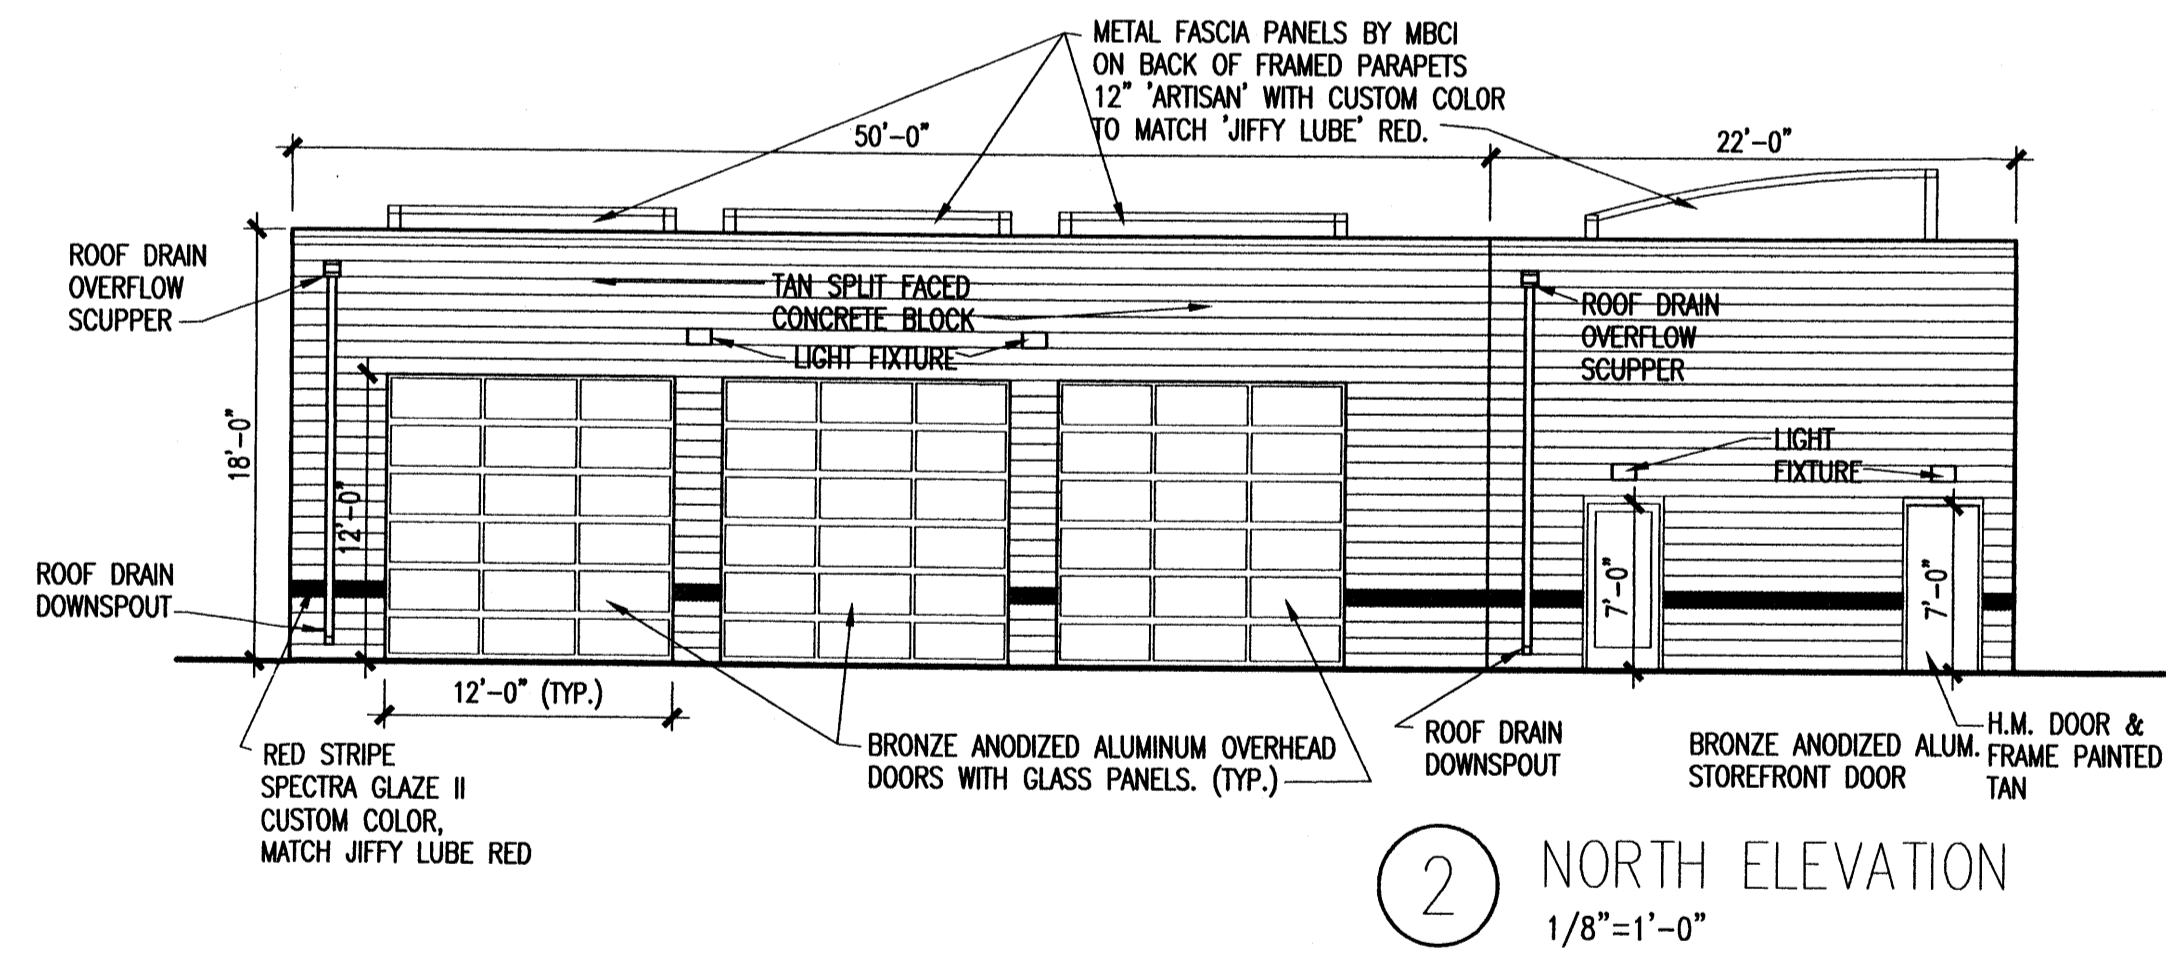 METAL FASCIA PANELS BY MBCI
ON BACK OF FRAMED PARAPETS
12" 'ARTISAN' WITH CUSTOM COLOR
TO MATCH 'JIFFY LUBE' RED.
50'-0"
22'-0"
ROOF DRAIN
OVERFLOW
SCUPPER
TAN SPLIT FACED
CONCRETE BLOCK
LIGHT FIXTURE
ROOF DRAIN
OVERFLOW
SCUPPER
18'-0"
12'-0"
LIGHT
FIXTURE
ROOF DRAIN
DOWNSPOUT
7'-0"
7'-0"
12'-0" (TYP.)
RED STRIPE
SPECTRA GLAZE II
CUSTOM COLOR,
MATCH JIFFY LUBE RED
BRONZE ANODIZED ALUMINUM OVERHEAD
DOORS WITH GLASS PANELS. (TYP.)
ROOF DRAIN
DOWNSPOUT
BRONZE ANODIZED ALUM.
STOREFRONT DOOR
H.M. DOOR &
FRAME PAINTED
TAN
2
NORTH ELEVATION
1/8"=1'-0"